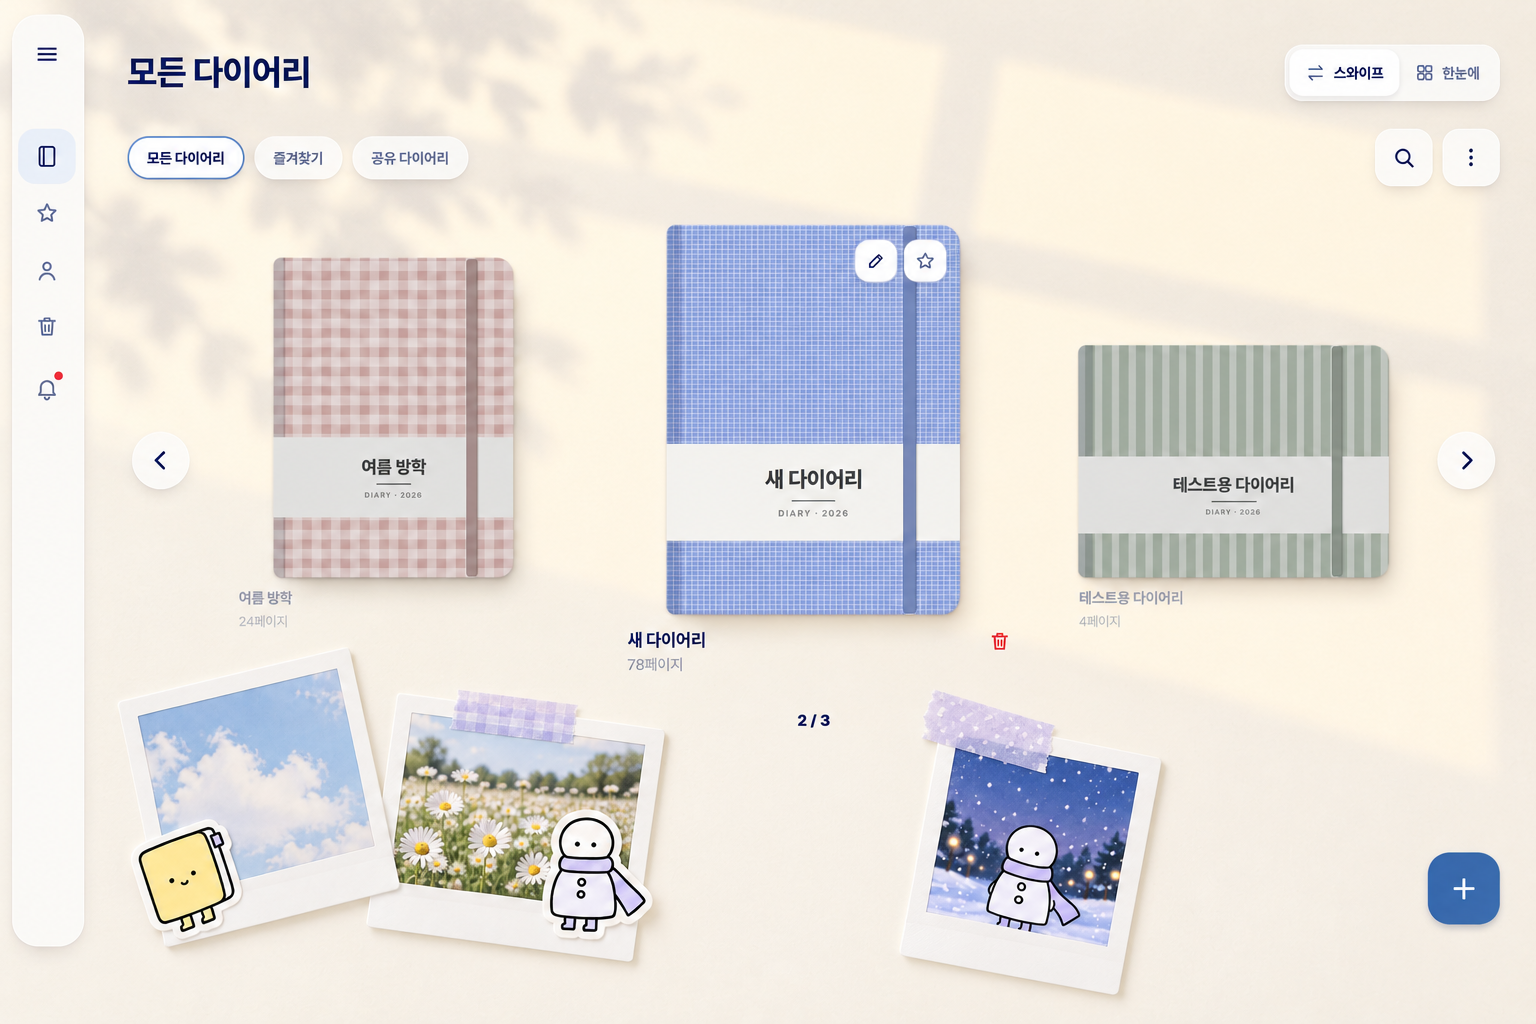 모든 다이어리
스와이프
한눈에
모든 다이어리
즐겨찾기
공유 다이어리
여름 방학
DIARY · 2026
새 다이어리
DIARY · 2026
테스트용 다이어리
DIARY · 2026
여름 방학
24페이지
새 다이어리
78페이지
테스트용 다이어리
4페이지
2 / 3